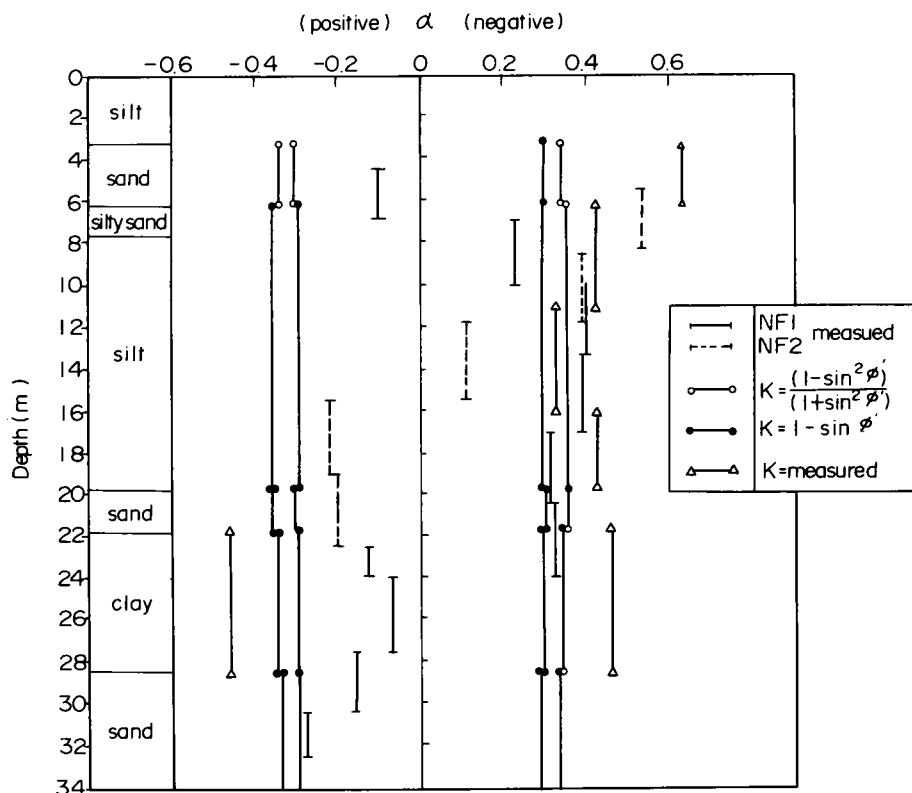 (positive) α (negative)
-0.6 -0.4 -0.2 0 0.2 0.4 0.6
Depth(m)
0
2
4
6
8
10
12
14
16
18
20
22
24
26
28
30
32
34
silt
sand
silty sand
silt
sand
clay
sand
NF1
NF2 measued
K=(1-sin²ø')/(1+sin²ø')
K=1-sin ø'
K=measured